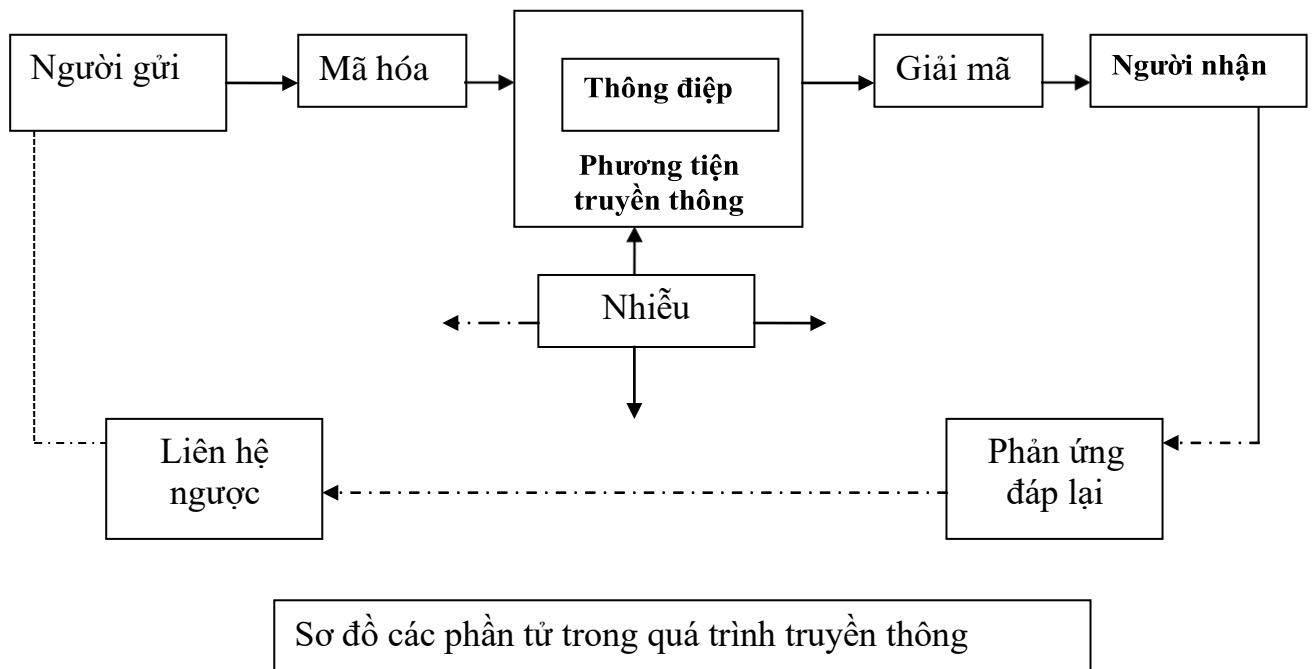 Người gửi
Mã hóa
Thông điệp
Phương tiện
truyền thông
Giải mã
Người nhận
Nhiễu
Liên hệ
ngược
Phản ứng
đáp lại
Sơ đồ các phần tử trong quá trình truyền thông